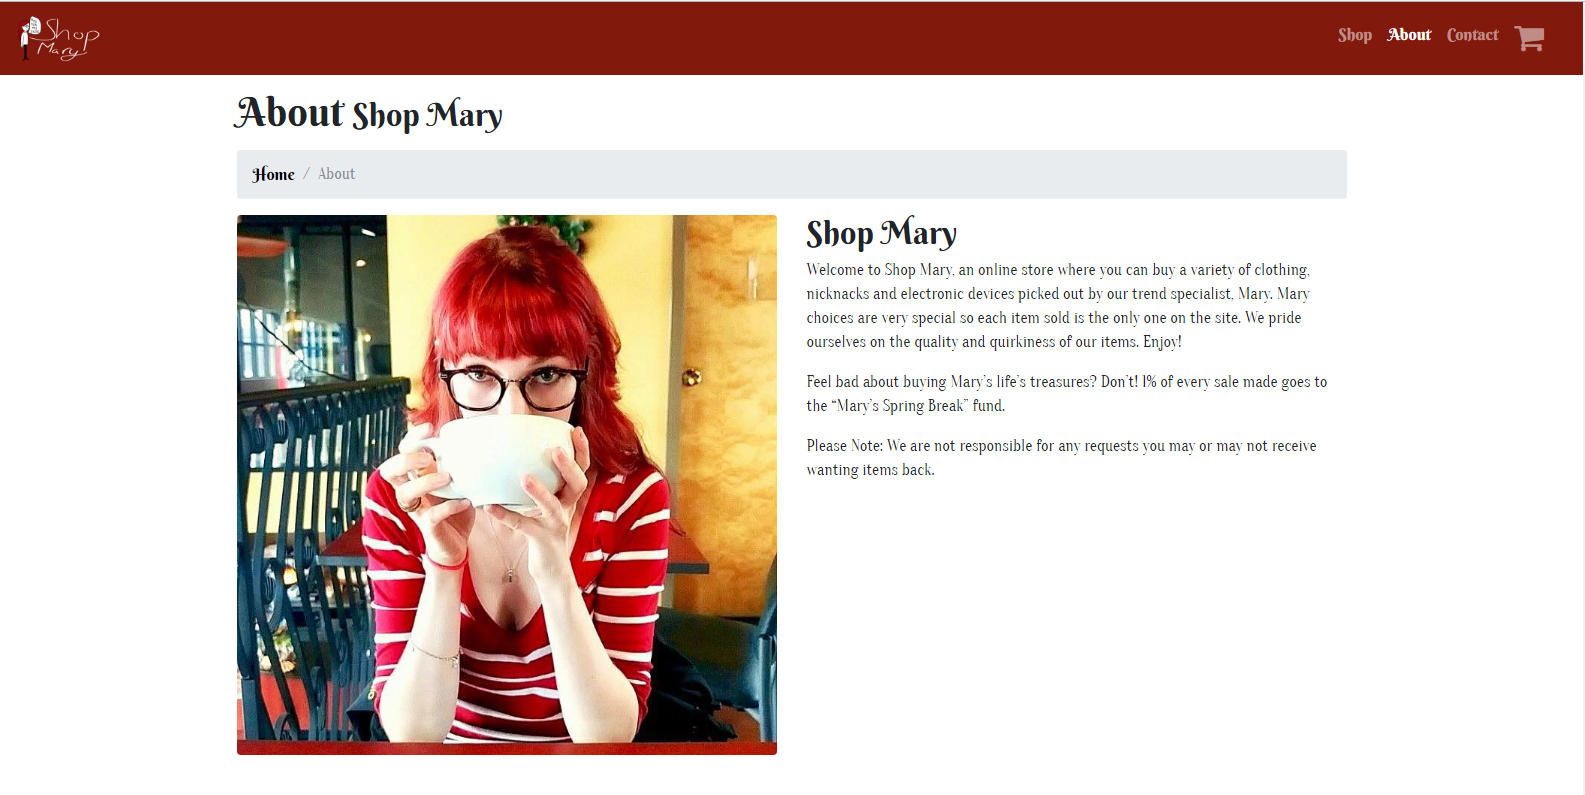 Shop
Mary!
Shop About Contact
About Shop Mary
Home / About
Shop Mary
Welcome to Shop Mary, an online store where you can buy a variety of clothing,
nicknacks and electronic devices picked out by our trend specialist, Mary. Mary
choices are very special so each item sold is the only one on the site. We pride
ourselves on the quality and quirkiness of our items. Enjoy!
Feel bad about buying Mary's life's treasures? Don't! 1% of every sale made goes to
the “Mary's Spring Break” fund.
Please Note: We are not responsible for any requests you may or may not receive
wanting items back.